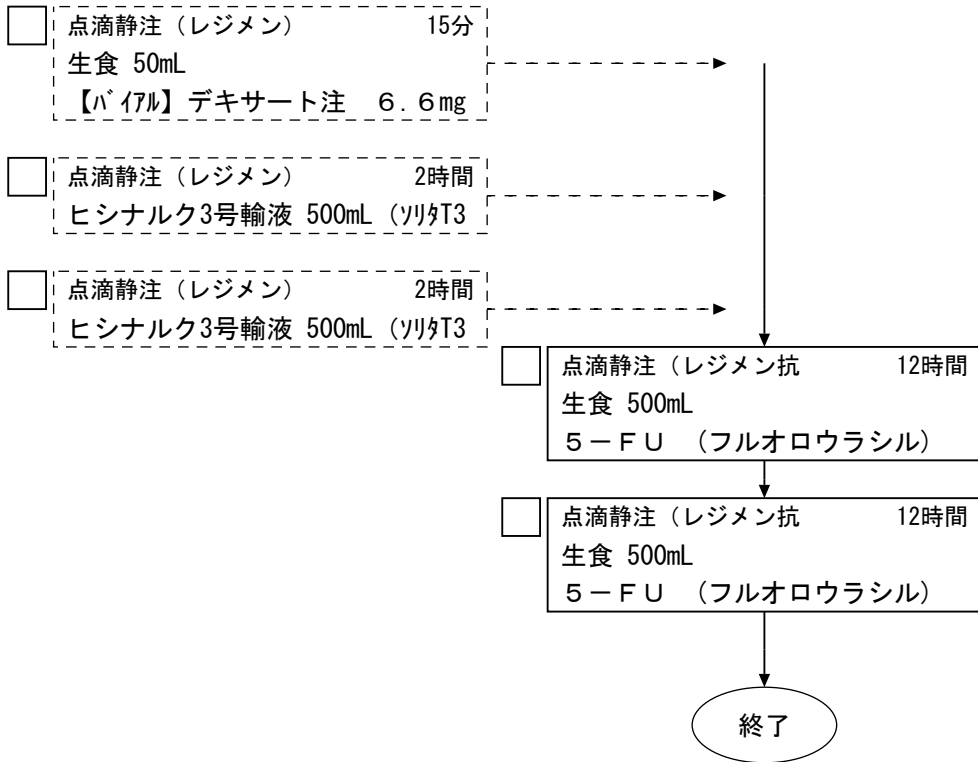 点滴静注（レジメン） 15分
生食 50mL
【ﾊﾞｲｱﾙ】デキサート注 ６.６mg
点滴静注（レジメン） 2時間
ヒシナルク3号輸液 500mL（ｿﾘﾀT3
点滴静注（レジメン） 2時間
ヒシナルク3号輸液 500mL（ｿﾘﾀT3
点滴静注（レジメン抗 12時間
生食 500mL
５－ＦＵ （フルオロウラシル）
点滴静注（レジメン抗 12時間
生食 500mL
５－ＦＵ （フルオロウラシル）
終了